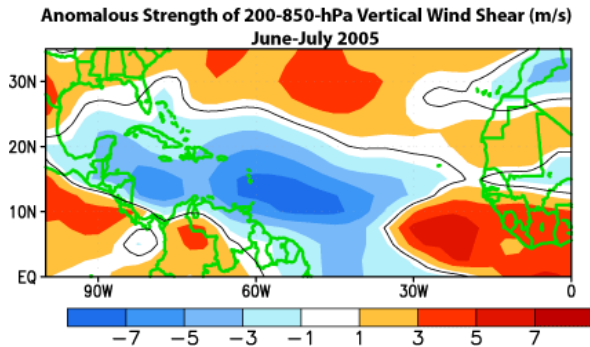 Anomalous Strength of 200-850-hPa Vertical Wind Shear (m/s)
June-July 2005
30N
20N
10N
EQ
90W 60W 30W 0
−7 −5 −3 −1 1 3 5 7